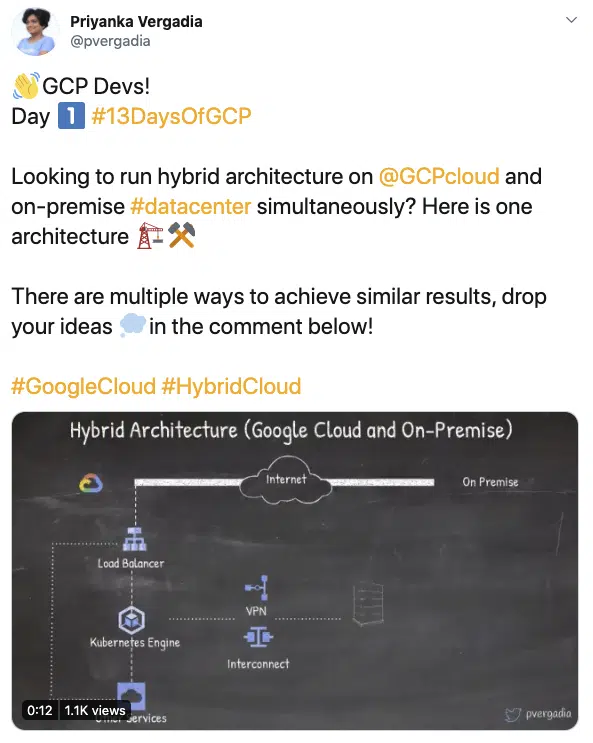 Priyanka Vergadia
@pvergadia
👋GCP Devs!
Day 1️⃣ #13DaysOfGCP
Looking to run hybrid architecture on @GCPcloud and
on-premise #datacenter simultaneously? Here is one
architecture 🏗️⚒️
There are multiple ways to achieve similar results, drop
your ideas 💭in the comment below!
#GoogleCloud #HybridCloud
Hybrid Architecture (Google Cloud and On-Premise)
Internet
On Premise
Load Balancer
VPN
Kubernetes Engine
Interconnect
0:12
1.1K views
Services
pvergadia